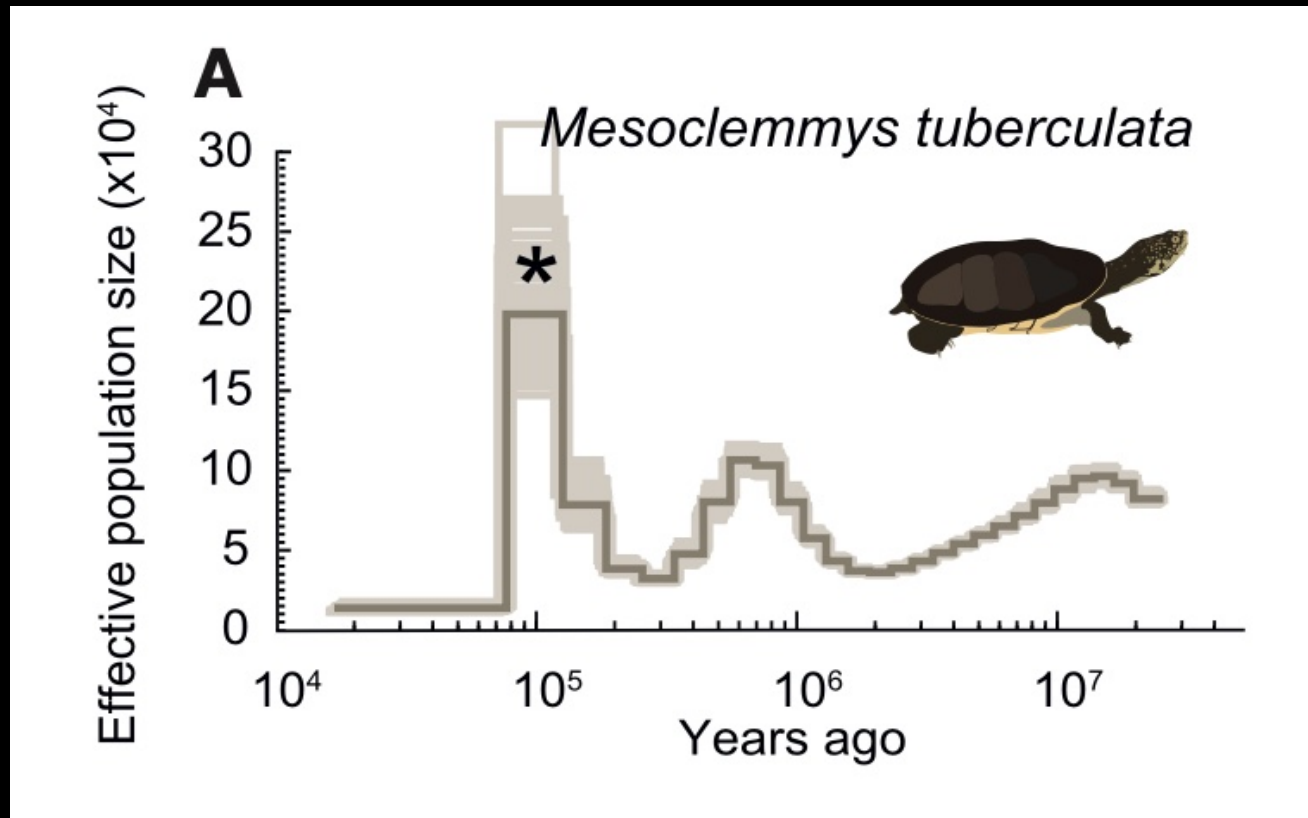 A
Mesoclemmys tuberculata
Effective population size (x10⁴)
30
25
20
15
10
5
0
*
10⁴ 10⁵ 10⁶ 10⁷
Years ago